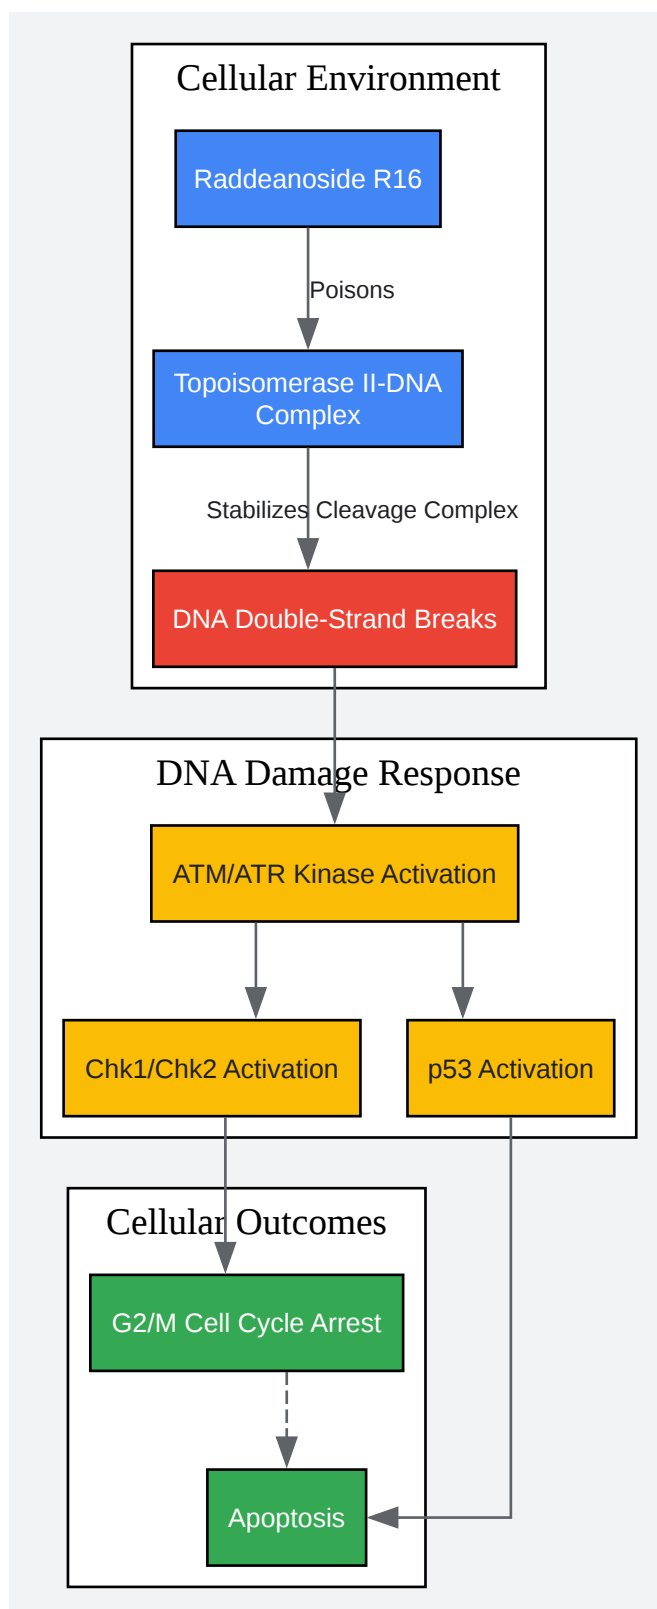 Cellular Environment
Raddeanoside R16
Poisons
Topoisomerase II-DNA
Complex
Stabilizes Cleavage Complex
DNA Double-Strand Breaks
DNA Damage Response
ATM/ATR Kinase Activation
Chk1/Chk2 Activation
p53 Activation
Cellular Outcomes
G2/M Cell Cycle Arrest
Apoptosis